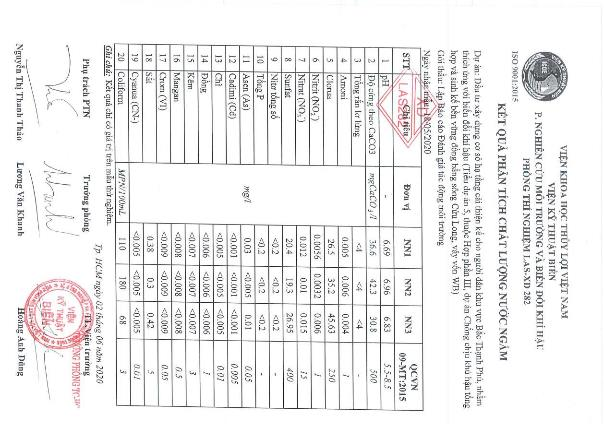 VIỆN KHOA HỌC THỦY LỢI VIỆT NAM
VIỆN KỸ THUẬT BIỂN
P. NGHIÊN CỨU MÔI TRƯỜNG VÀ BIẾN ĐỔI KHÍ HẬU
PHÒNG THÍ NGHIỆM LAS-XD 282
ISO 9001:2015
KẾT QUẢ PHÂN TÍCH CHẤT LƯỢNG NƯỚC NGẦM
Dự án: Đầu tư xây dựng cơ sở hạ tầng cải thiện kế cho người dân khu vực Bắc Thạnh Phú, nhằm
thích ứng với biến đổi khí hậu (Tiểu dự án 5, thuộc Hợp phần III, dự án Chống chịu khí hậu tổng
hợp và sinh kế bền vững đồng bằng sông Cửu Long, vay vốn WB)
Gói thầu: Lập Báo cáo Đánh giá tác động môi trường
Ngày nhận mẫu: 18/05/2020
STT Chỉ tiêu Đơn vị NN1 NN2 NN3 QCVN 09-MT:2015
1 pH 6.69 6.96 6.83 5.5-8.5
2 Độ cứng theo CaCO3 mgCaCO3/l 36.6 42.3 30.8 500
3 Tổng rắn lơ lửng mg/l <4 <4 <4
4 Amoni 0.005 0.006 0.004 1
5 Clorua 26.5 35.2 45.63 250
6 Nitrit (NO2-) 0.0056 0.0032 0.006 1
7 Nitrat (NO3-) 0.012 0.01 0.015 15
8 Sunfat 20.4 19.3 26.95 400
9 Nitơ tổng số <0.2 <0.2 <0.2
10 Tổng P <0.2 <0.2 <0.2
11 Asen (As) 0.03 <0.005 0.01 0.05
12 Cadimi (Cd) <0.001 <0.001 <0.001 0.005
13 Chì <0.005 <0.005 <0.005 0.01
14 Đồng <0.006 <0.006 <0.006 1
15 Kẽm <0.007 <0.007 <0.007 3
16 Mangan <0.008 <0.008 <0.008 0.5
17 Crom (VI) <0.009 <0.009 <0.009 0.05
18 Sắt 0.38 0.3 0.42 5
19 Cyanua (CN-) <0.005 <0.005 <0.005 0.01
20 Coliform MPN/100mL 110 180 68 3
Ghi chú: Kết quả chỉ có giá trị trên mẫu thử nghiệm.
Tp. HCM ngày 02 tháng 06 năm 2020
Phụ trách PTN Trưởng phòng TL. Viện trưởng
Nguyễn Thị Thanh Thảo Lương Văn Khanh Hoàng Anh Dũng
LAS-XD 282
VIỆN
KỸ THUẬT
BIỂN